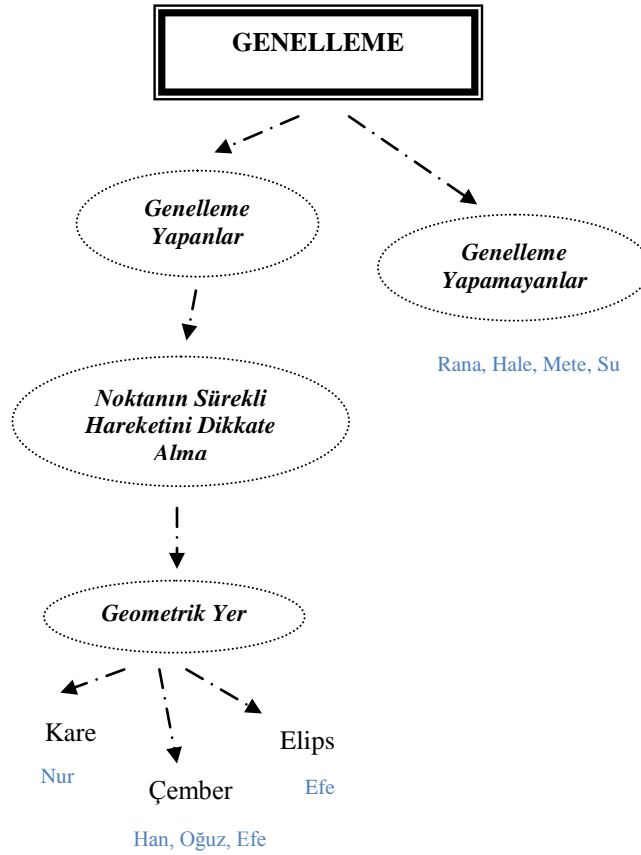 GENELLEME
Genelleme
Yapanlar
Genelleme
Yapamayanlar
Rana, Hale, Mete, Su
Noktanın Sürekli
Hareketini Dikkate
Alma
Geometrik Yer
Kare
Nur
Çember
Han, Oğuz, Efe
Elips
Efe